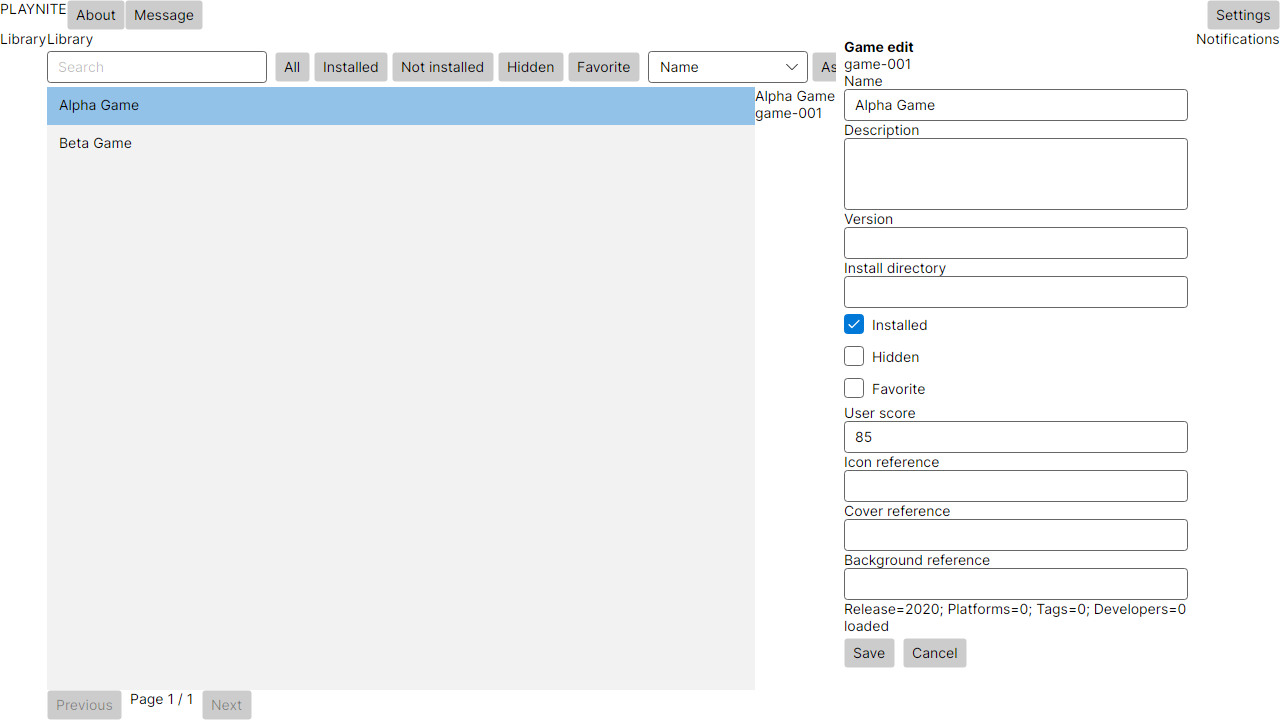 PLAYNITE About Message Settings
Library Library Notifications
Search All Installed Not installed Hidden Favorite Name As
Alpha Game
Beta Game
Alpha Game
game-001
Game edit
game-001
Name
Alpha Game
Description
Version
Install directory
Installed
Hidden
Favorite
User score
85
Icon reference
Cover reference
Background reference
Release=2020; Platforms=0; Tags=0; Developers=0
loaded
Save Cancel
Previous Page 1 / 1 Next